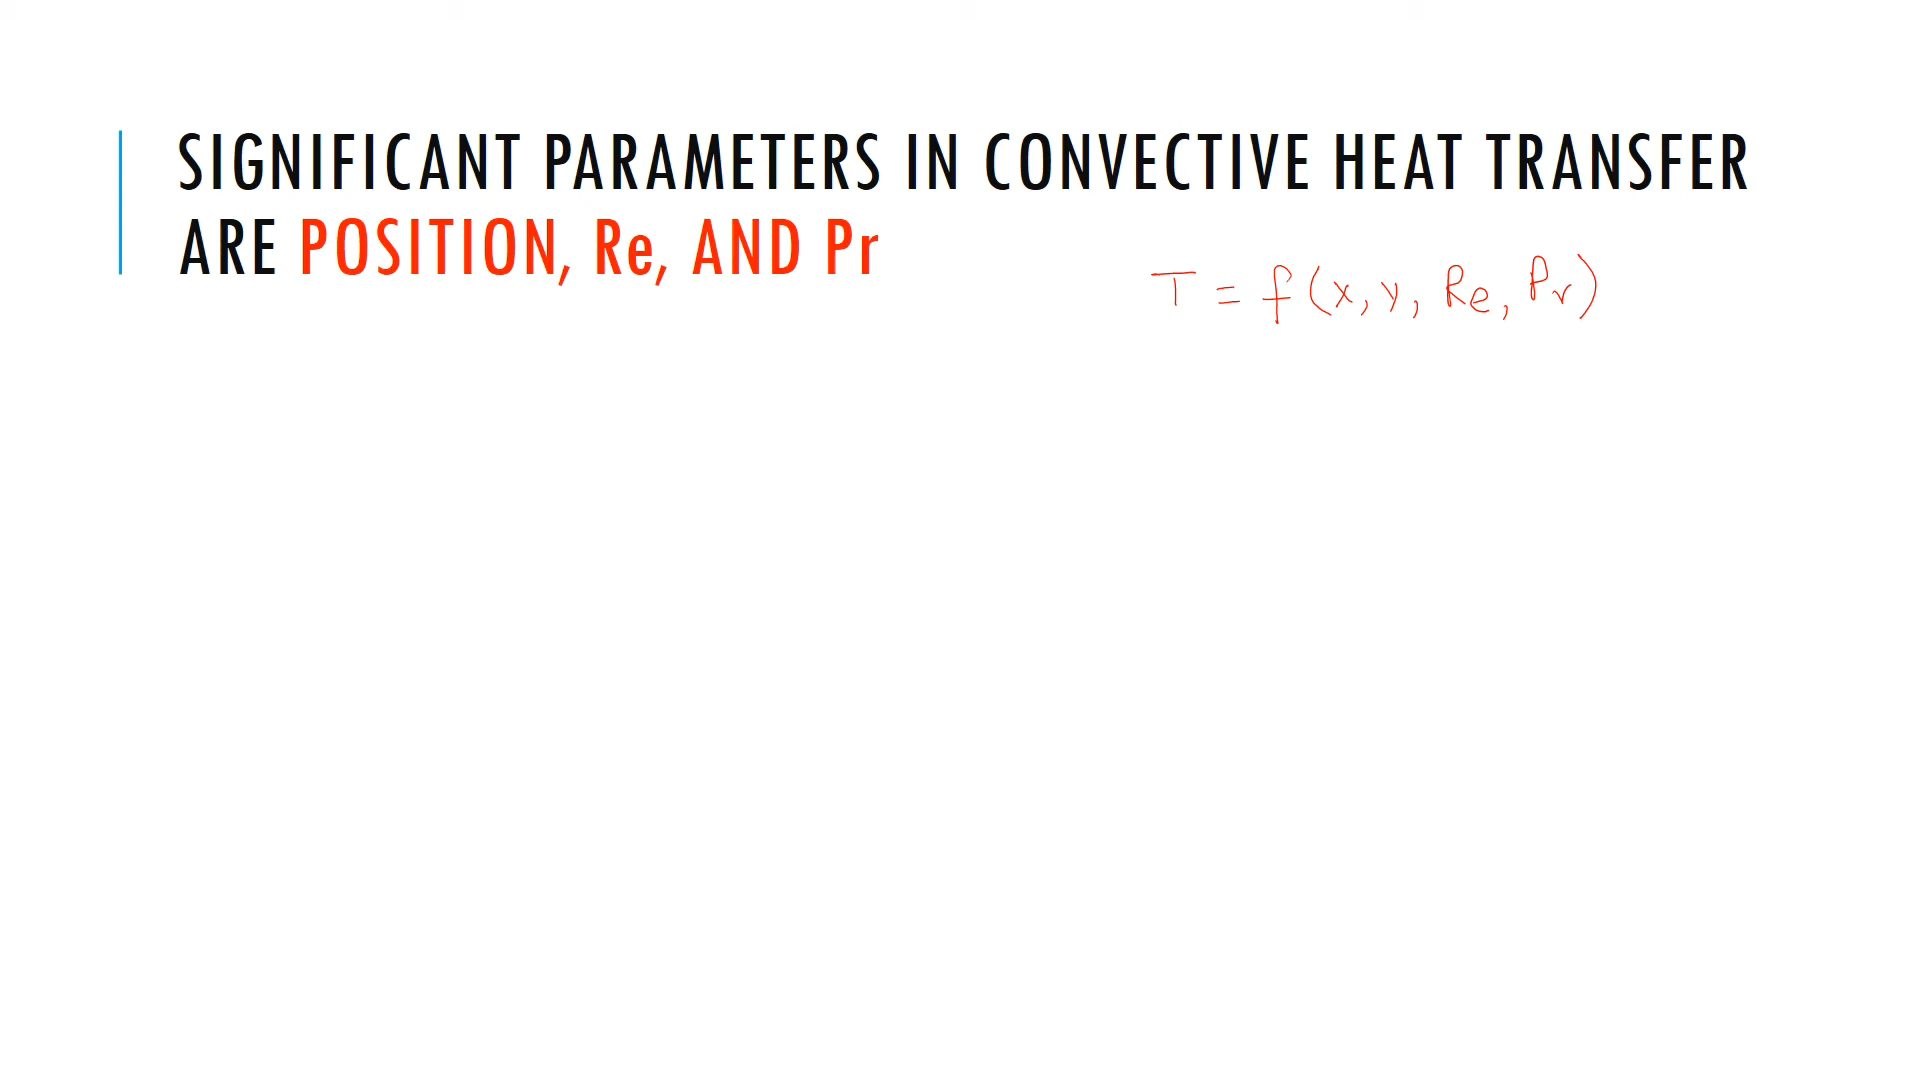 SIGNIFICANT PARAMETERS IN CONVECTIVE HEAT TRANSFER
ARE POSITION, Re, AND Pr
T = f(x, y, Re, Pr)